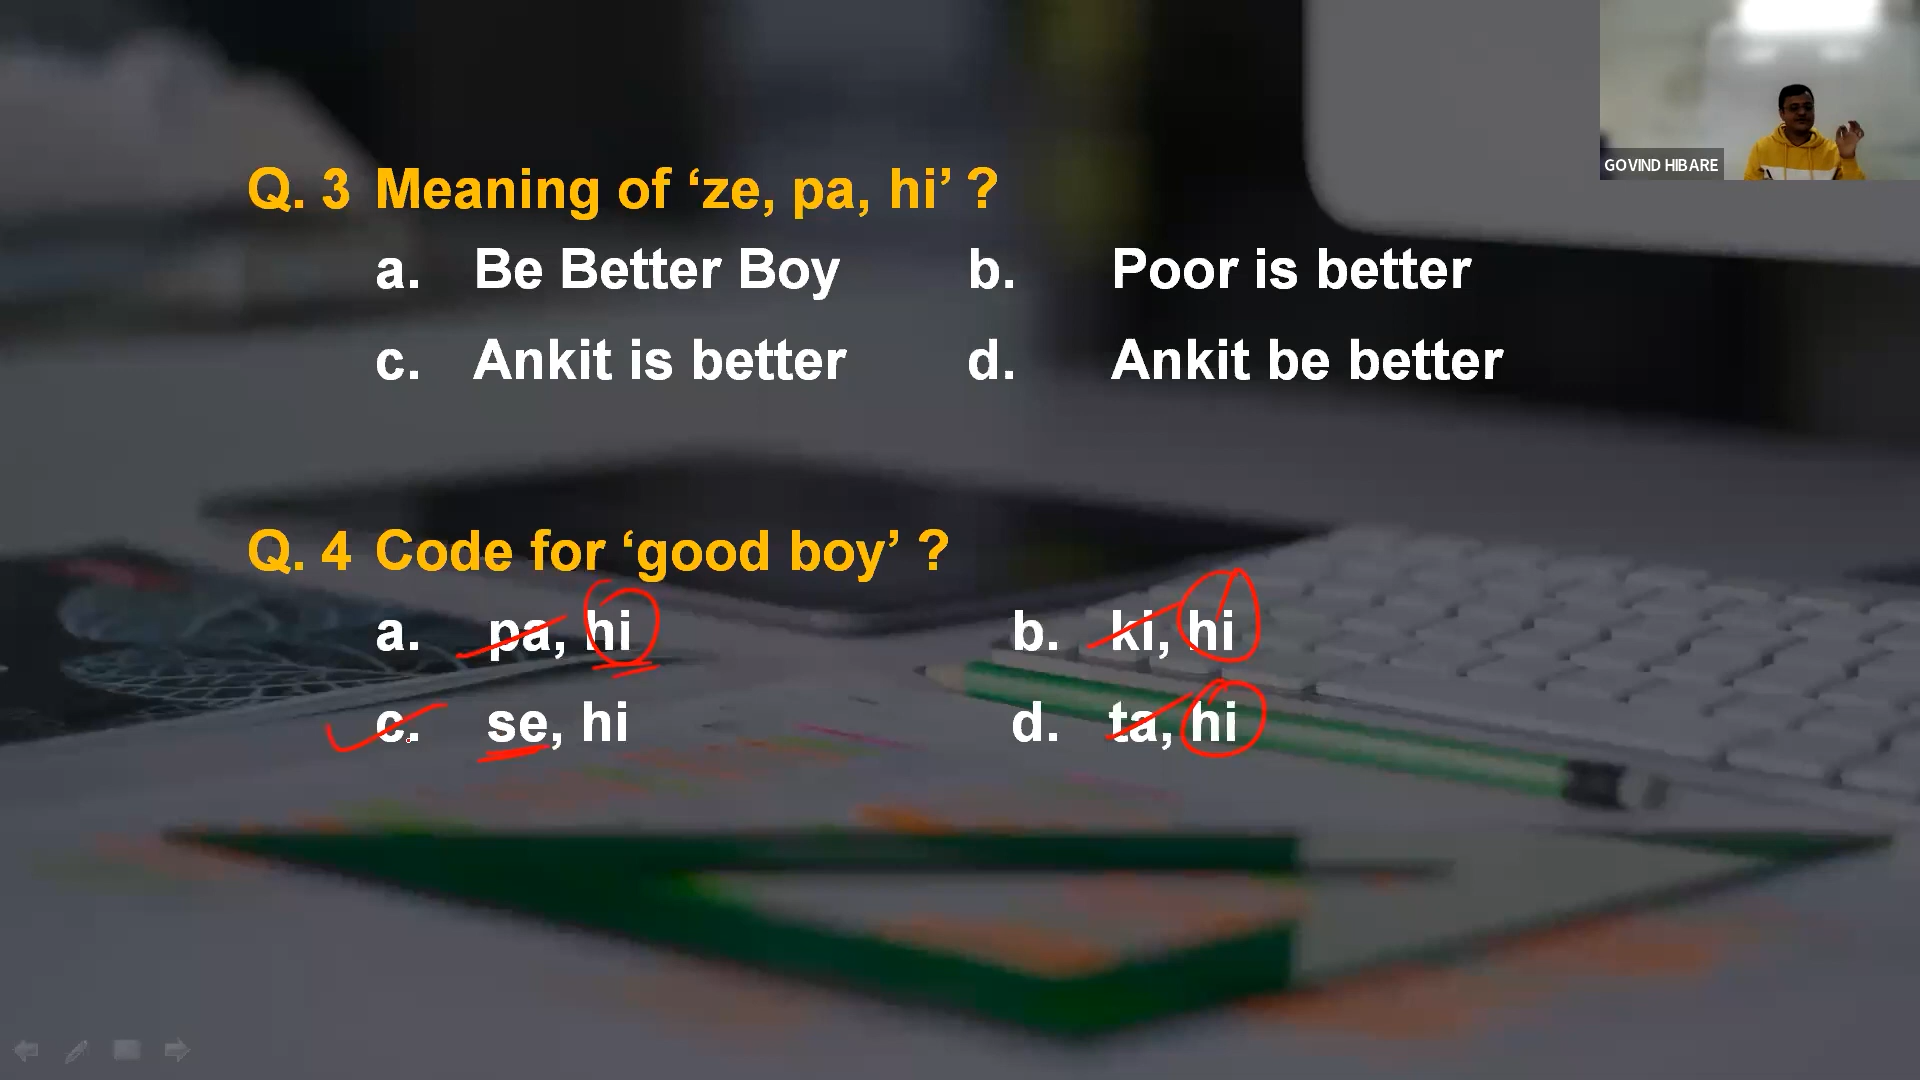 GOVIND HIBARE
Q. 3 Meaning of ‘ze, pa, hi’ ?
a. Be Better Boy b. Poor is better
c. Ankit is better d. Ankit be better
Q. 4 Code for ‘good boy’ ?
a. pa, hi b. ki, hi
c. se, hi d. ta, hi